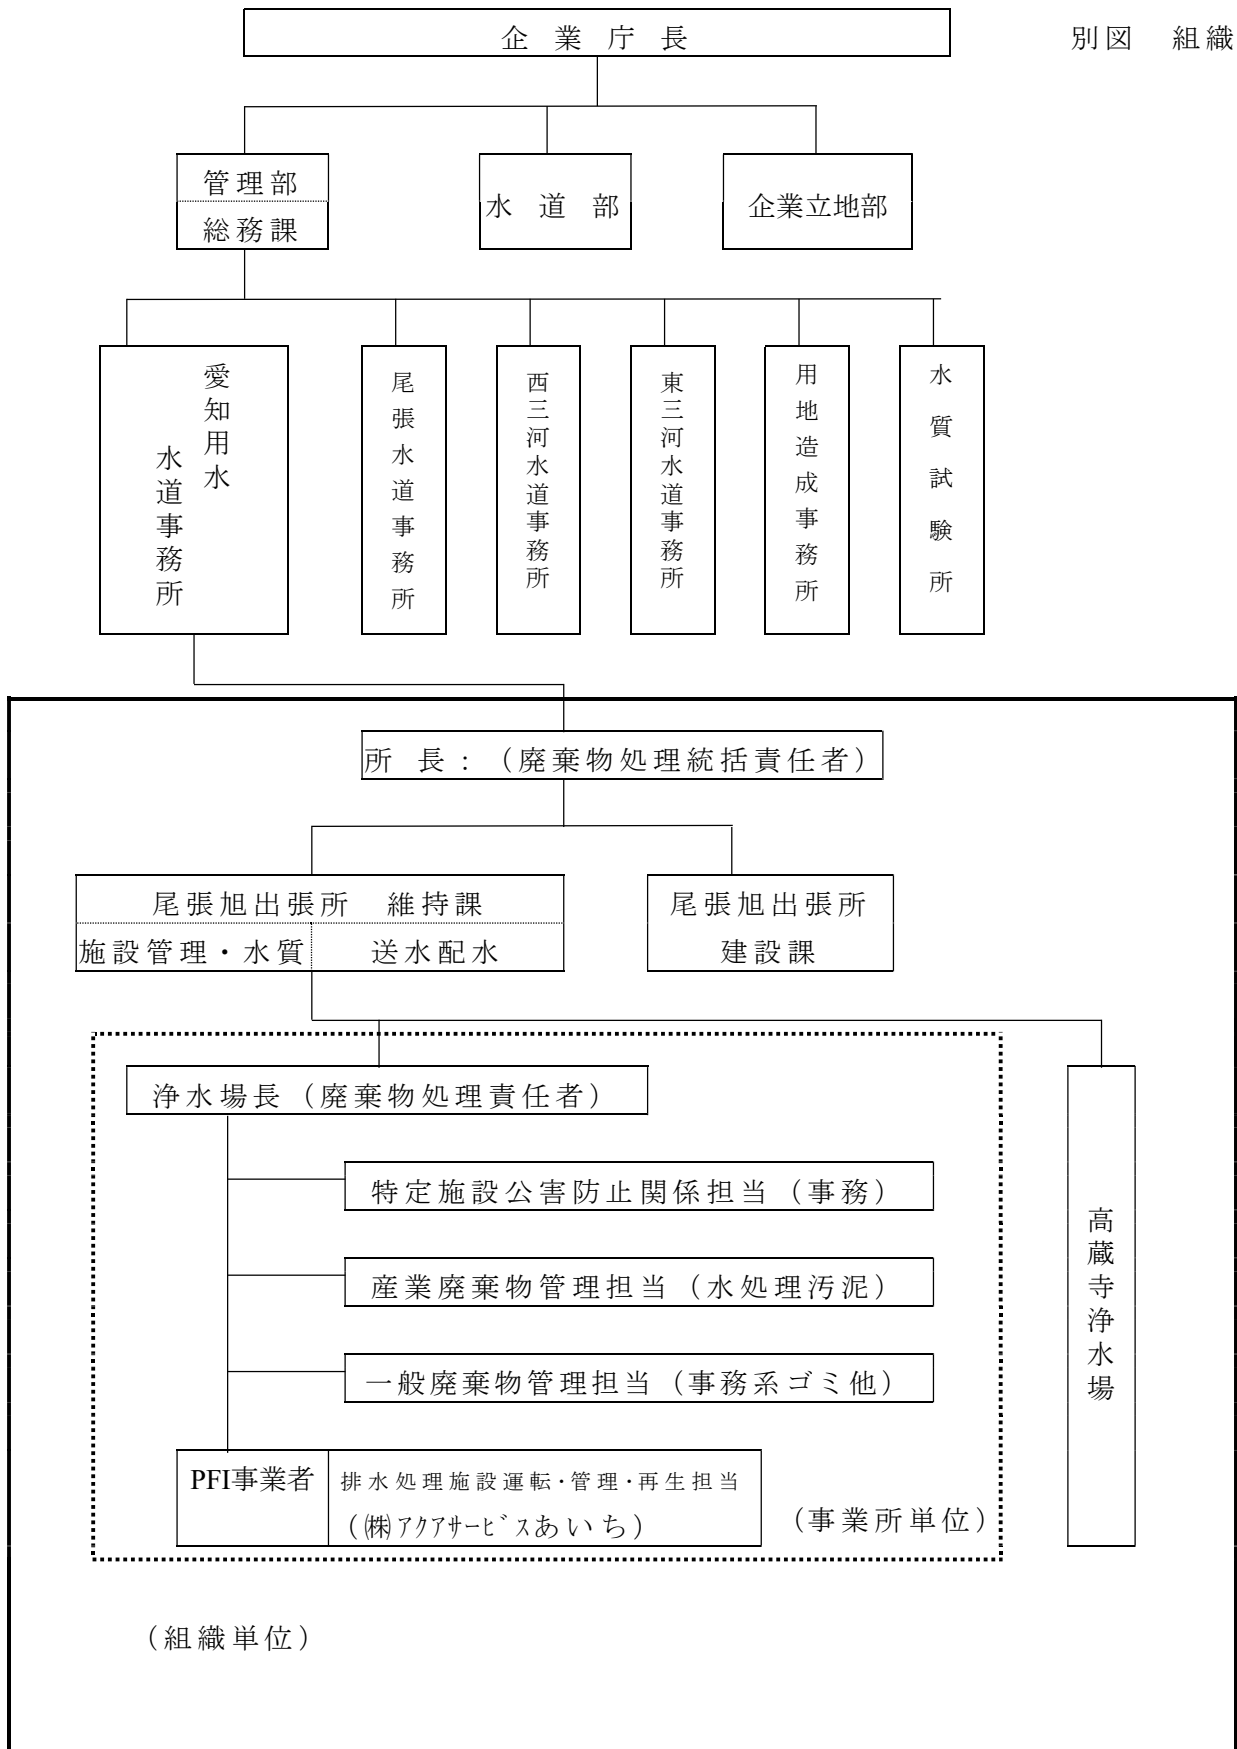 別図 組織
企業庁長
管理部
総務課
水道部
企業立地部
愛知用水
水道事務所
尾張水道事務所
西三河水道事務所
東三河水道事務所
用地造成事務所
水質試験所
所長:(廃棄物処理統括責任者)
尾張旭出張所 維持課
施設管理・水質
送水配水
尾張旭出張所
建設課
浄水場長(廃棄物処理責任者)
特定施設公害防止関係担当(事務)
産業廃棄物管理担当(水処理汚泥)
一般廃棄物管理担当(事務系ゴミ他)
PFI事業者
排水処理施設運転・管理・再生担当
(㈱アクアサービスあいち)
(事業所単位)
高蔵寺浄水場
(組織単位)